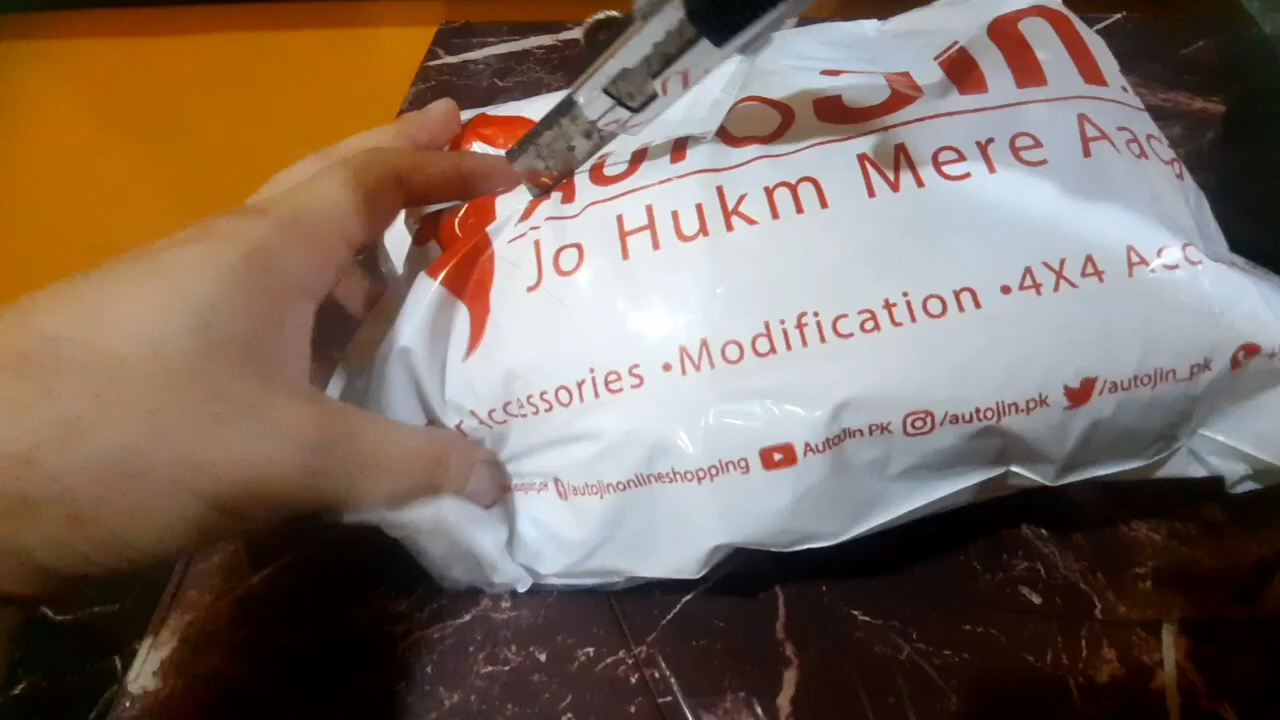 AUTOJIN.
Jo Hukm Mere Aaqa
Accessories •Modification •4X4 Acc
/autojinonlineshopping AutoJin PK /autojin.pk /autojin_pk